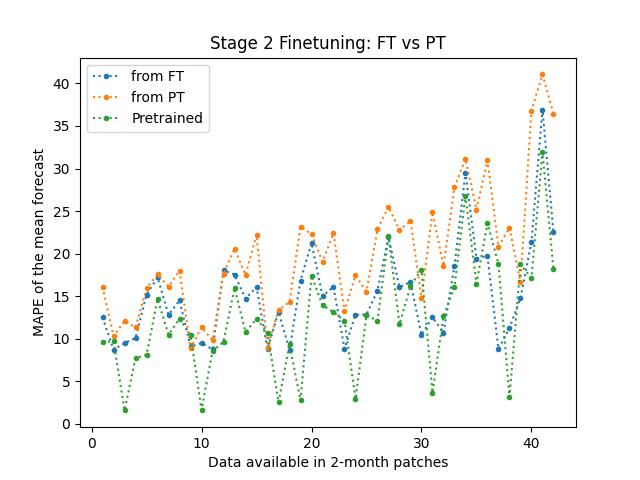 Stage 2 Finetuning: FT vs PT
from FT
from PT
Pretrained
MAPE of the mean forecast
40
35
30
25
20
15
10
5
0
0 10 20 30 40
Data available in 2-month patches